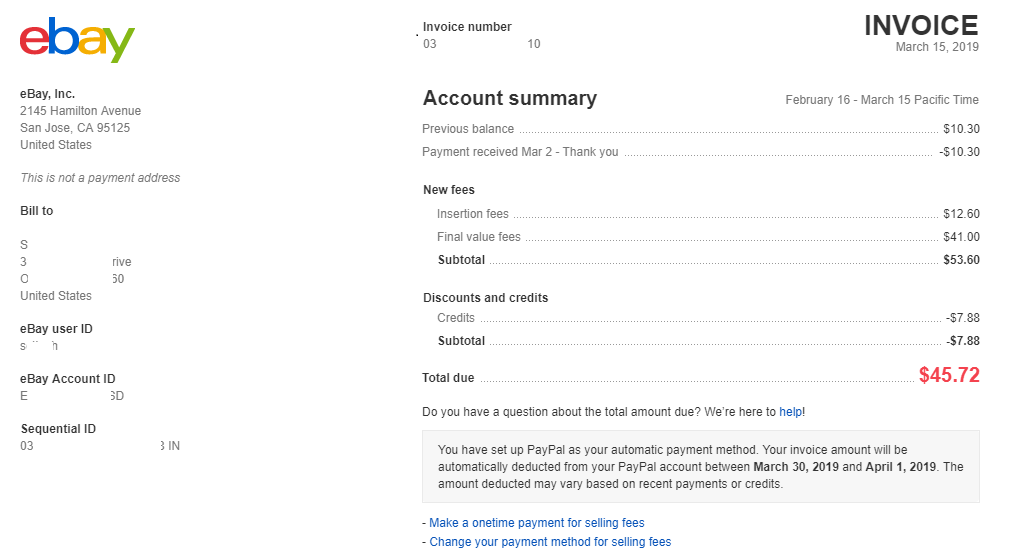 ebay
eBay, Inc.
2145 Hamilton Avenue
San Jose, CA 95125
United States
This is not a payment address
Bill to
S
3 rive
O 60
United States
eBay user ID
s h
eBay Account ID
E SD
Sequential ID
03 3 IN
Invoice number
03 10
INVOICE
March 15, 2019
Account summary
February 16 - March 15 Pacific Time
Previous balance $10.30
Payment received Mar 2 - Thank you -$10.30
New fees
Insertion fees $12.60
Final value fees $41.00
Subtotal $53.60
Discounts and credits
Credits -$7.88
Subtotal -$7.88
Total due $45.72
Do you have a question about the total amount due? We're here to help!
You have set up PayPal as your automatic payment method. Your invoice amount will be
automatically deducted from your PayPal account between March 30, 2019 and April 1, 2019. The
amount deducted may vary based on recent payments or credits.
- Make a onetime payment for selling fees
- Change your payment method for selling fees